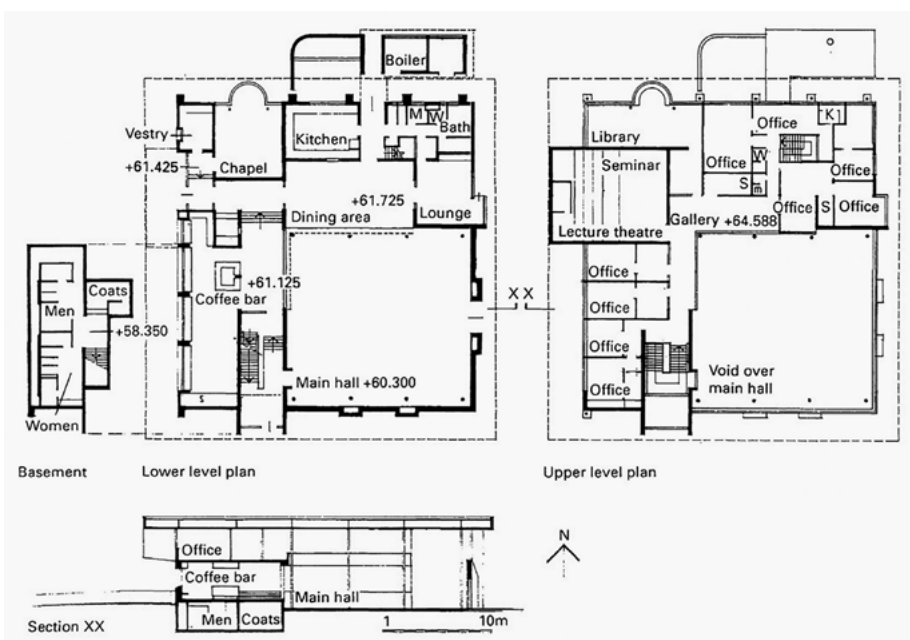 Boiler
Vestry
+61.425
Chapel
Kitchen
M
W
Bath
+61.725
Dining area
Lounge
+61.125
Coffee bar
Coats
Men
+58.350
Women
Main hall +60.300
s
X X
Library
Seminar
Lecture theatre
Office
Office
K
Office
W
S
Office
S
Office
Gallery +64.588
Office
Office
Office
Office
Void over
main hall
Basement
Lower level plan
Upper level plan
Office
Coffee bar
Main hall
Men
Coats
Section XX
N
1
10m